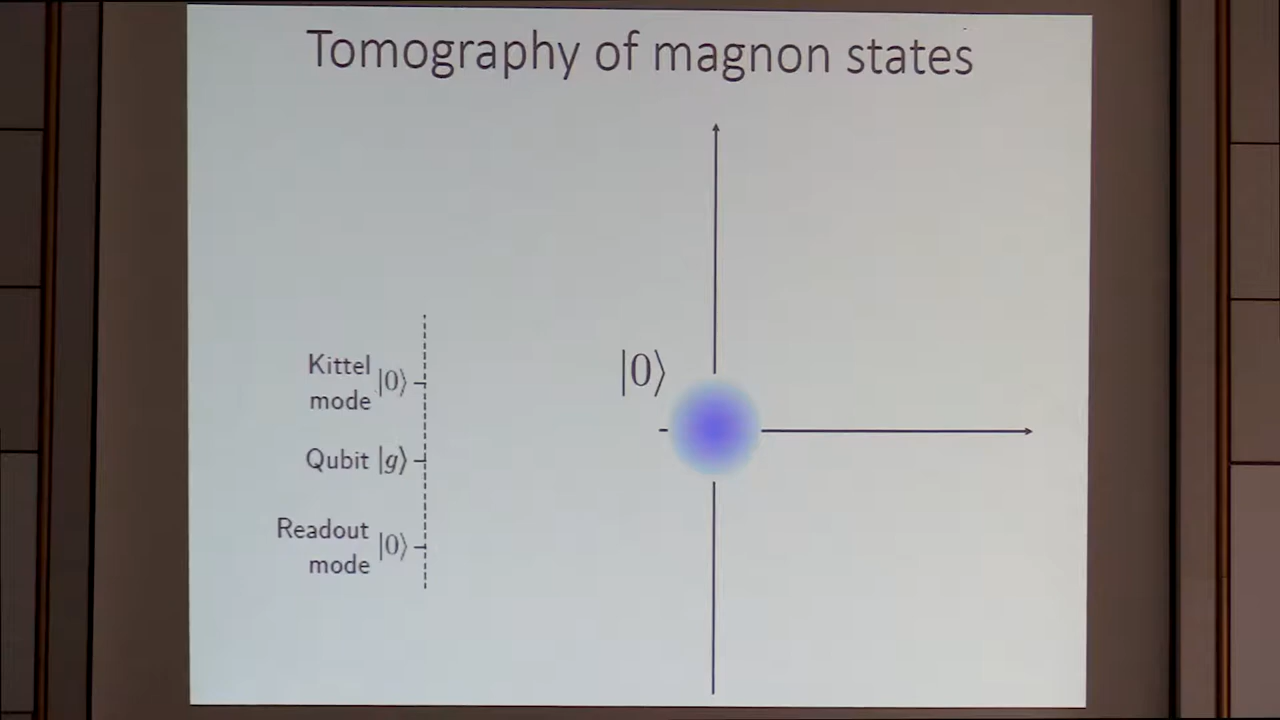 Tomography of magnon states
Kittel
mode |0⟩
Qubit |g⟩
Readout
mode |0⟩
|0⟩